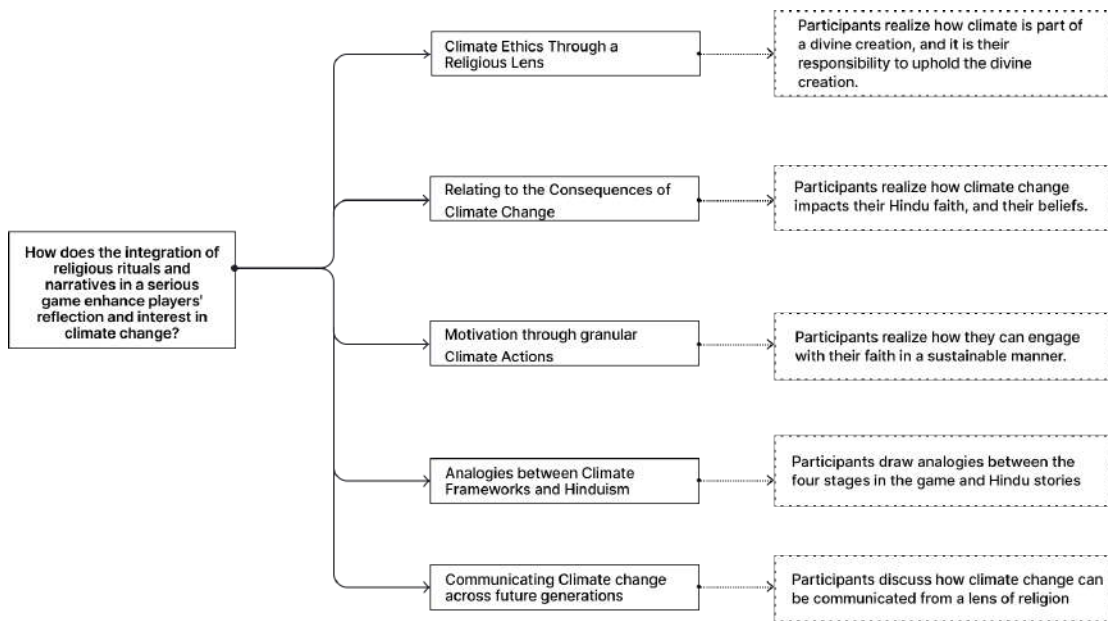 Climate Ethics Through a
Religious Lens
Participants realize how climate is part of
a divine creation, and it is their
responsibility to uphold the divine
creation.
Relating to the Consequences of
Climate Change
Participants realize how climate change
impacts their Hindu faith, and their beliefs.
How does the integration of
religious rituals and
narratives in a serious
game enhance players'
reflection and interest in
climate change?
Motivation through granular
Climate Actions
Participants realize how they can engage
with their faith in a sustainable manner.
Analogies between Climate
Frameworks and Hinduism
Participants draw analogies between the
four stages in the game and Hindu stories
Communicating Climate change
across future generations
Participants discuss how climate change can
be communicated from a lens of religion